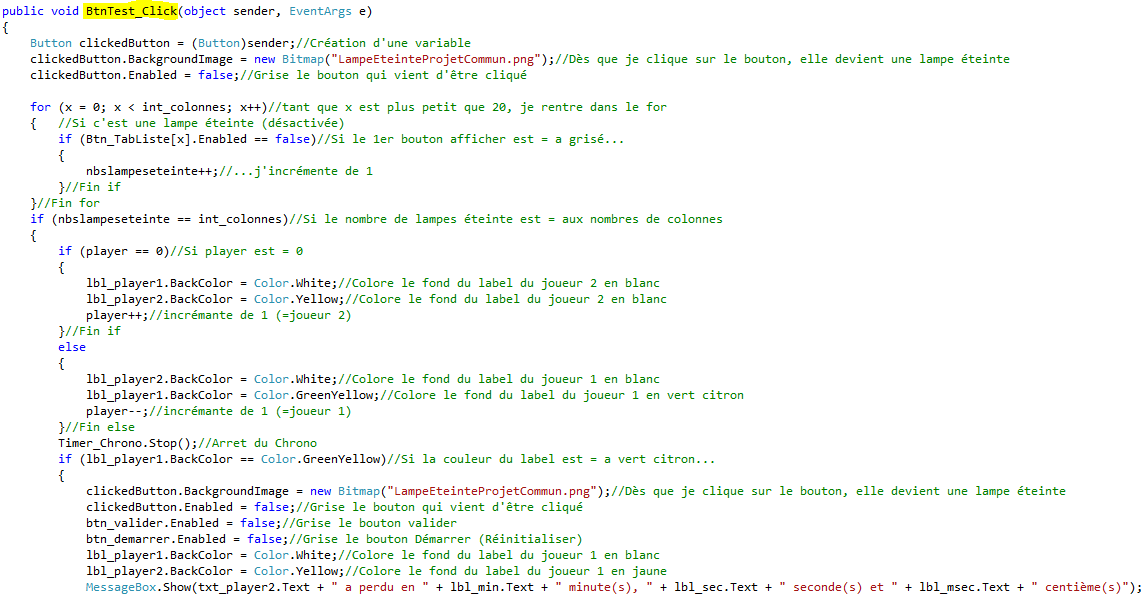 public void BtnTest_Click(object sender, EventArgs e)
{
Button clickedButton = (Button)sender;//Création d'une variable
clickedButton.BackgroundImage = new Bitmap("LampeEteinteProjetCommun.png");//Dès que je clique sur le bouton, elle devient une lampe éteinte
clickedButton.Enabled = false;//Grise le bouton qui vient d'être cliqué
for (x = 0; x < int_colonnes; x++)//tant que x est plus petit que 20, je rentre dans le for
{ //Si c'est une lampe éteinte (désactivée)
if (Btn_TabListe[x].Enabled == false)//Si le 1er bouton afficher est = a grisé...
{
nbslampeseteinte++;//...j'incrémente de 1
}//Fin if
}//Fin for
if (nbslampeseteinte == int_colonnes)//Si le nombre de lampes éteinte est = aux nombres de colonnes
{
if (player == 0)//Si player est = 0
{
lbl_player1.BackColor = Color.White;//Colore le fond du label du joueur 2 en blanc
lbl_player2.BackColor = Color.Yellow;//Colore le fond du label du joueur 2 en blanc
player++;//incrémante de 1 (=joueur 2)
}//Fin if
else
{
lbl_player2.BackColor = Color.White;//Colore le fond du label du joueur 1 en blanc
lbl_player1.BackColor = Color.GreenYellow;//Colore le fond du label du joueur 1 en vert citron
player--;//incrémante de 1 (=joueur 1)
}//Fin else
Timer_Chrono.Stop();//Arret du Chrono
if (lbl_player1.BackColor == Color.GreenYellow)//Si la couleur du label est = a vert citron...
{
clickedButton.BackgroundImage = new Bitmap("LampeEteinteProjetCommun.png");//Dès que je clique sur le bouton, elle devient une lampe éteinte
clickedButton.Enabled = false;//Grise le bouton qui vient d'être cliqué
btn_valider.Enabled = false;//Grise le bouton valider
btn_demarrer.Enabled = false;//Grise le bouton Démarrer (Réinitialiser)
lbl_player1.BackColor = Color.White;//Colore le fond du label du joueur 1 en blanc
lbl_player2.BackColor = Color.Yellow;//Colore le fond du label du joueur 1 en jaune
MessageBox.Show(txt_player2.Text + " a perdu en " + lbl_min.Text + " minute(s), " + lbl_sec.Text + " seconde(s) et " + lbl_msec.Text + " centième(s)");